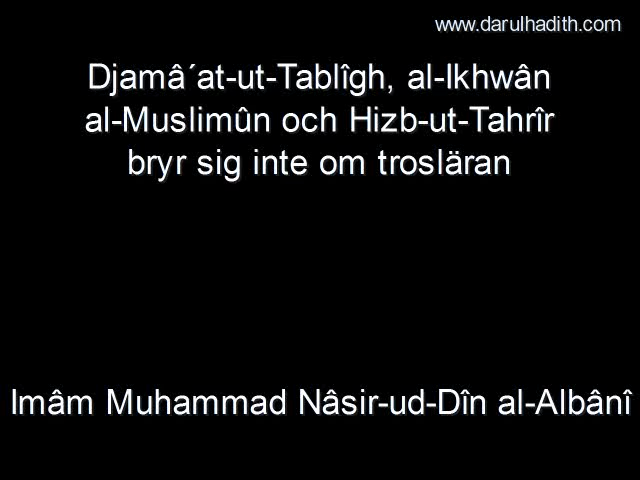 www.darulhadith.com
Djamâ´at-ut-Tablîgh, al-Ikhwân
al-Muslimûn och Hizb-ut-Tahrîr
bryr sig inte om trosläran
Imâm Muhammad Nâsir-ud-Dîn al-Albânî